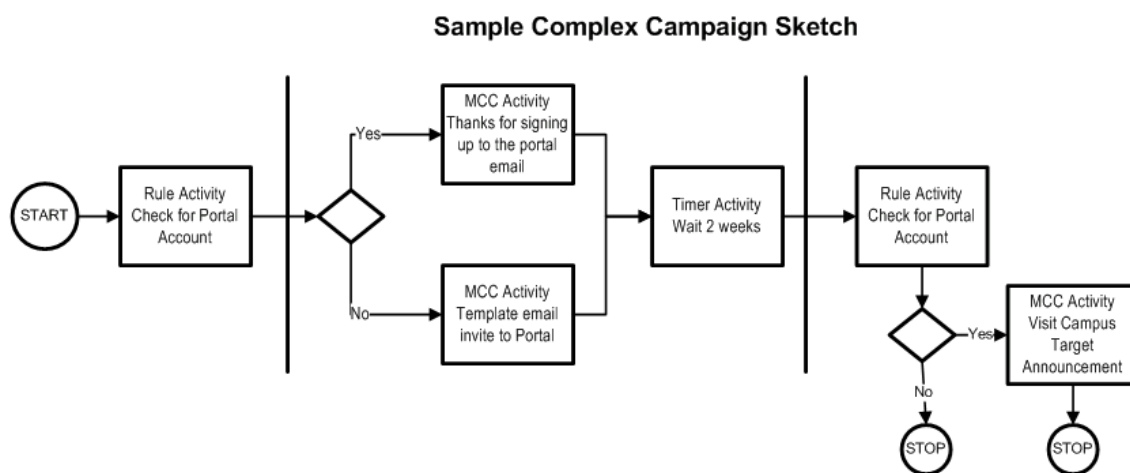 Sample Complex Campaign Sketch
START
Rule Activity
Check for Portal
Account
Yes
No
MCC Activity
Thanks for signing
up to the portal
email
MCC Activity
Template email
invite to Portal
Timer Activity
Wait 2 weeks
Rule Activity
Check for Portal
Account
Yes
No
MCC Activity
Visit Campus
Target
Announcement
STOP
STOP